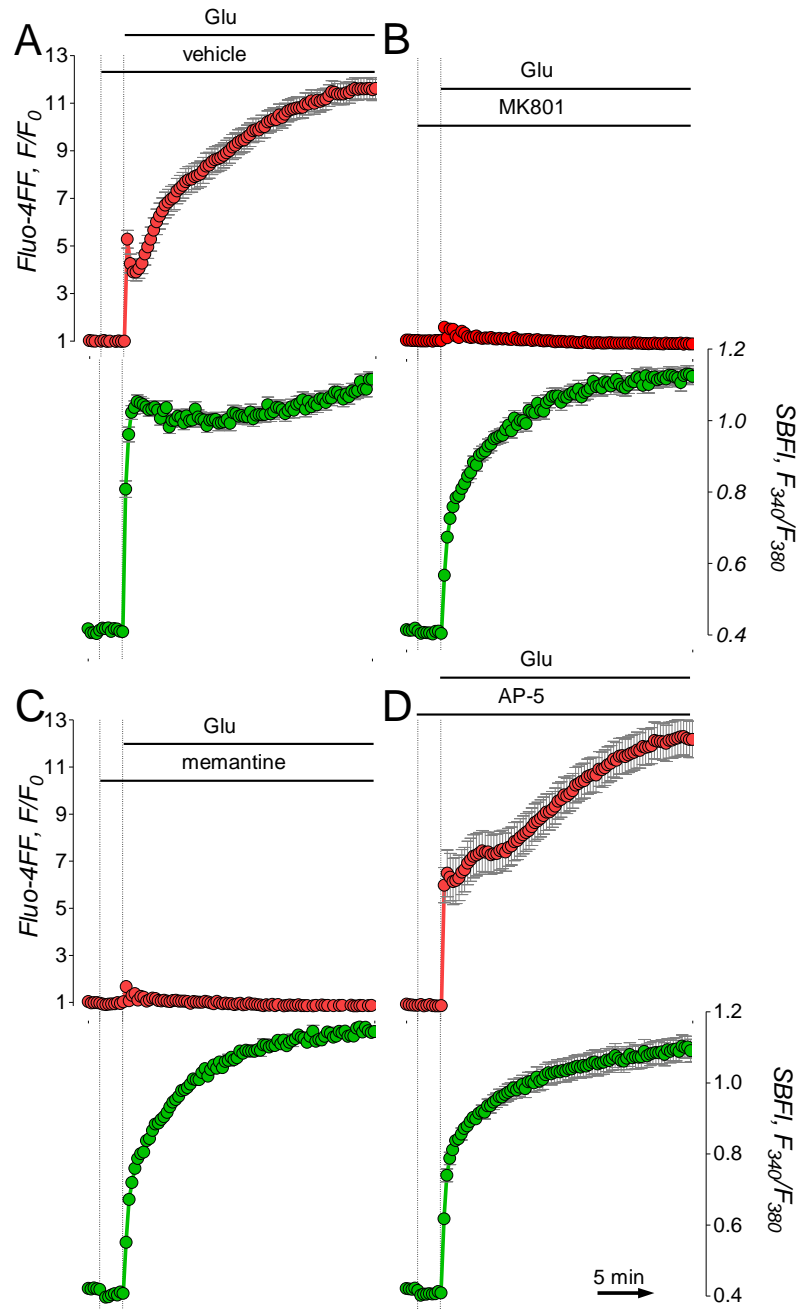 A
Glu
vehicle
13
11
9
7
5
3
1
Fluo-4FF, F/F0
B
Glu
MK801
1.2
1.0
0.8
0.6
0.4
SBFI, F340/F380
C
Glu
memantine
13
11
9
7
5
3
1
Fluo-4FF, F/F0
D
Glu
AP-5
1.2
1.0
0.8
0.6
0.4
SBFI, F340/F380
5 min